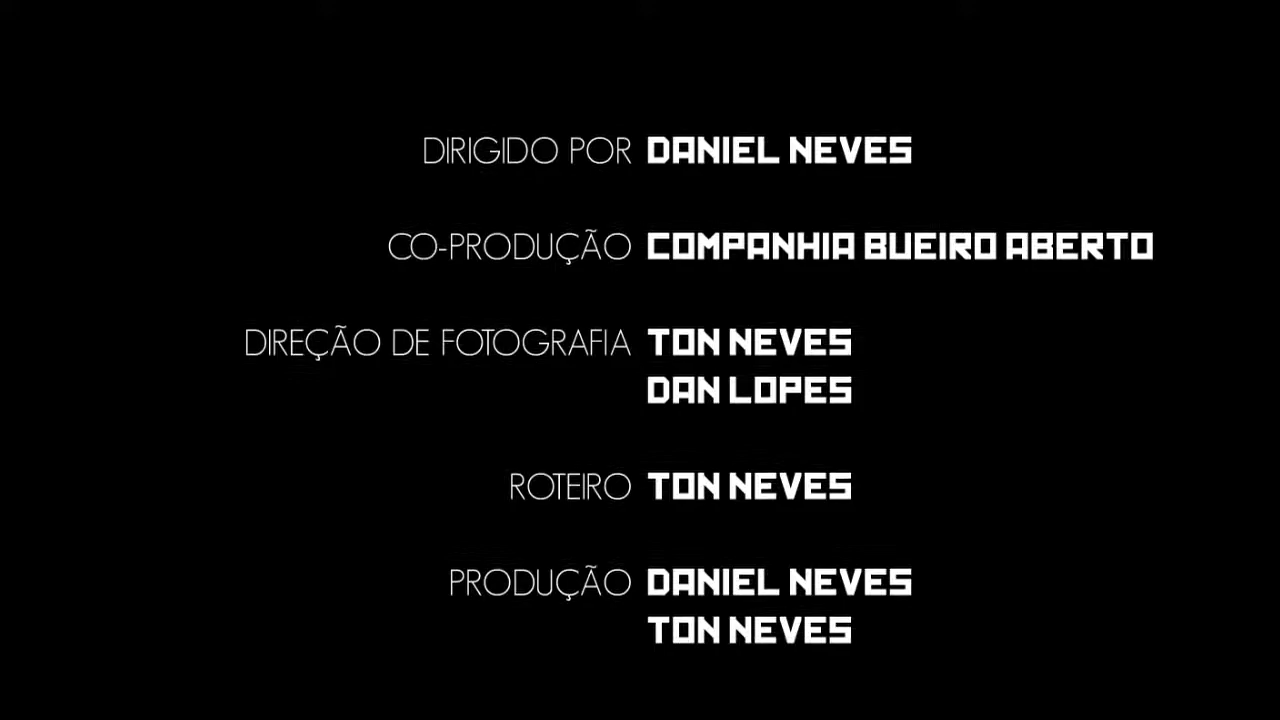 DIRIGIDO POR DANIEL NEVES
CO-PRODUÇÃO COMPANHIA BUEIRO ABERTO
DIREÇÃO DE FOTOGRAFIA TON NEVES
DAN LOPES
ROTEIRO TON NEVES
PRODUÇÃO DANIEL NEVES
TON NEVES